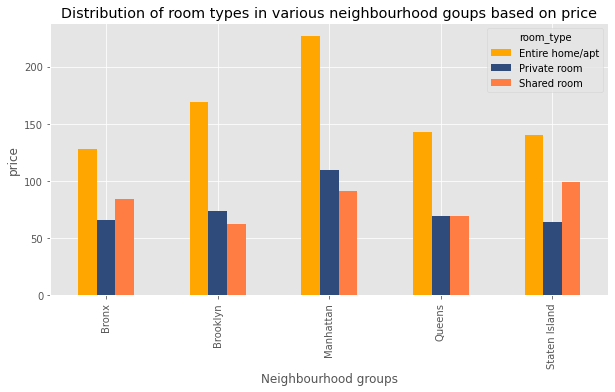 Distribution of room types in various neighbourhood goups based on price
room_type
Entire home/apt
Private room
Shared room
price
200
150
100
50
0
Bronx
Brooklyn
Manhattan
Queens
Staten Island
Neighbourhood groups